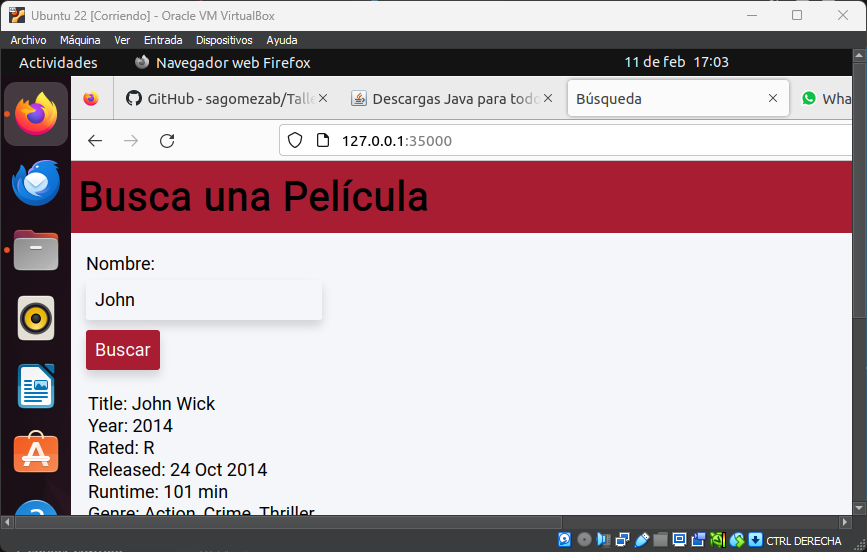 Ubuntu 22 [Corriendo] - Oracle VM VirtualBox
Archivo Máquina Ver Entrada Dispositivos Ayuda
Actividades Navegador web Firefox 11 de feb 17:03
GitHub - sagomezab/Talle Descargas Java para todo Búsqueda Wha
127.0.0.1:35000
Busca una Película
Nombre:
John
Buscar
Title: John Wick
Year: 2014
Rated: R
Released: 24 Oct 2014
Runtime: 101 min
Genre: Action, Crime, Thriller
CTRL DERECHA